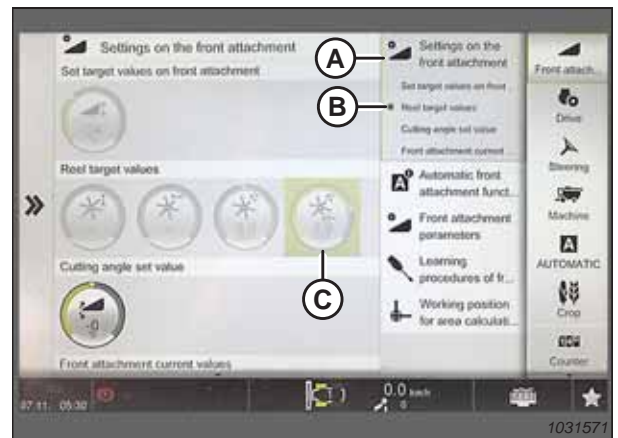 Settings on the front attachment
Set target values on front attachment
Reel target values
Cutting angle set value
-0
Front attachment current values
A
Settings on the
front attachment
Set target values on front ...
B
Reel target values
Cutting angle set value
Front attachment current ...
Automatic front
attachment funct...
Front attachment
parameters
Learning
procedures of fr...
Working position
for area calculati...
C
Front attach...
Drive
Steering
Machine
A
AUTOMATIC
Crop
Counter
07.11. 05:30
0.0 km/h
0
1031571